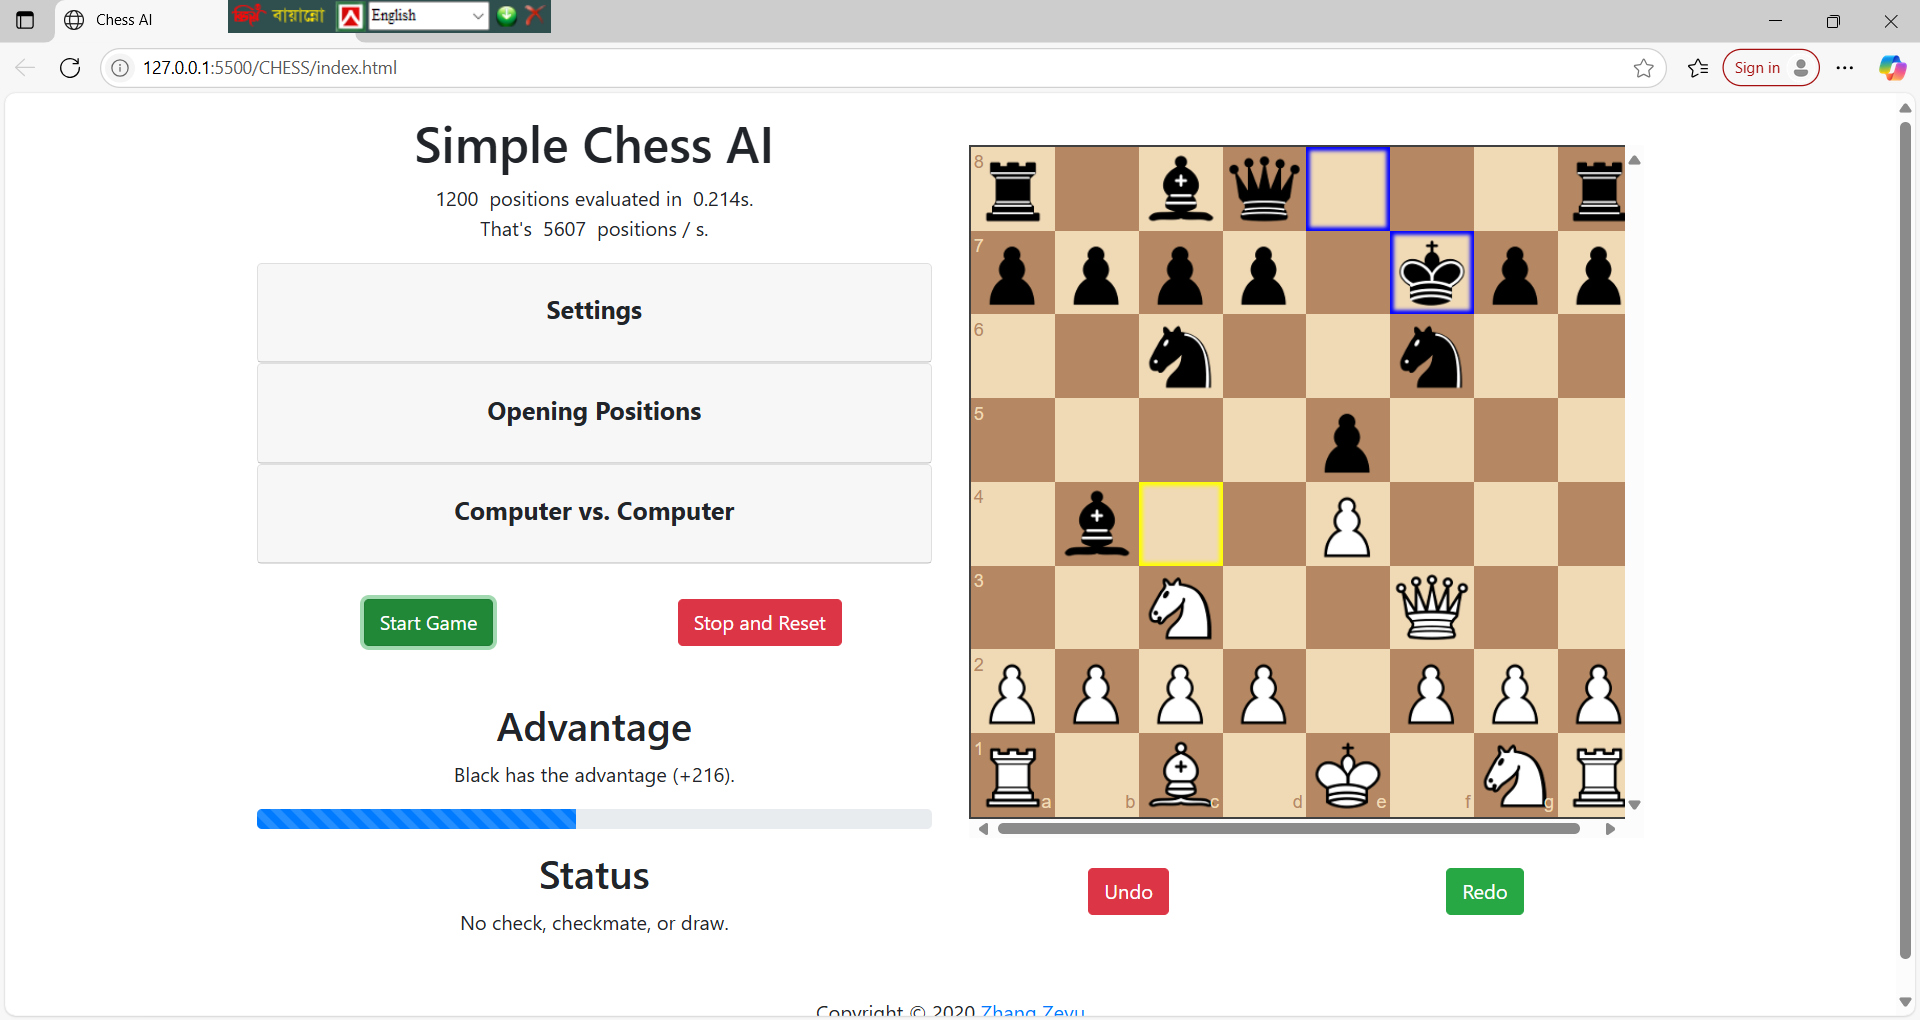 Chess AI
বায়ান্নো
English
127.0.0.1:5500/CHESS/index.html
Sign in
Simple Chess AI
1200 positions evaluated in 0.214s.
That's 5607 positions / s.
Settings
Opening Positions
Computer vs. Computer
Start Game
Stop and Reset
Advantage
Black has the advantage (+216).
Status
No check, checkmate, or draw.
8
7
6
5
4
3
2
1
a b c d e f g
Undo
Redo
Copyright © 2020 Zhang Zeyu